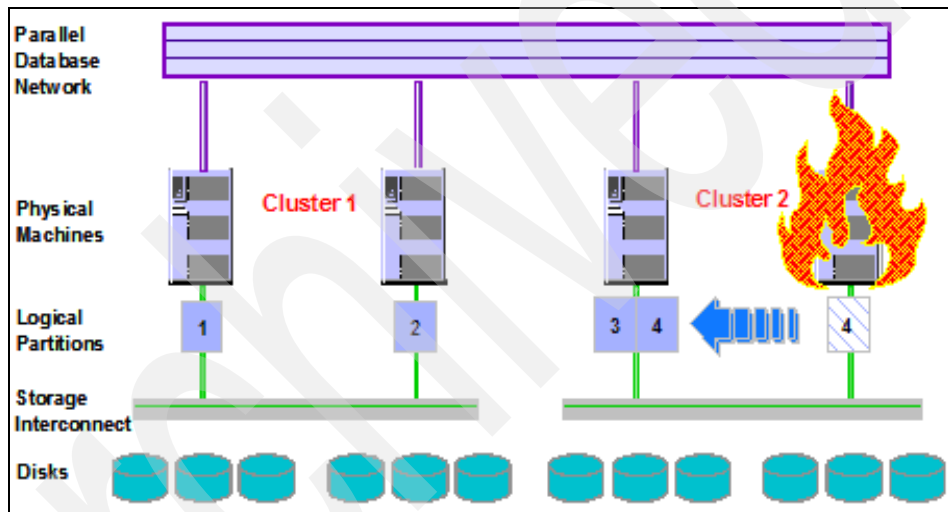 Parallel
Database
Network
Physical
Machines
Cluster 1
Cluster 2
Logical
Partitions
1
2
3
4
4
Storage
Interconnect
Disks